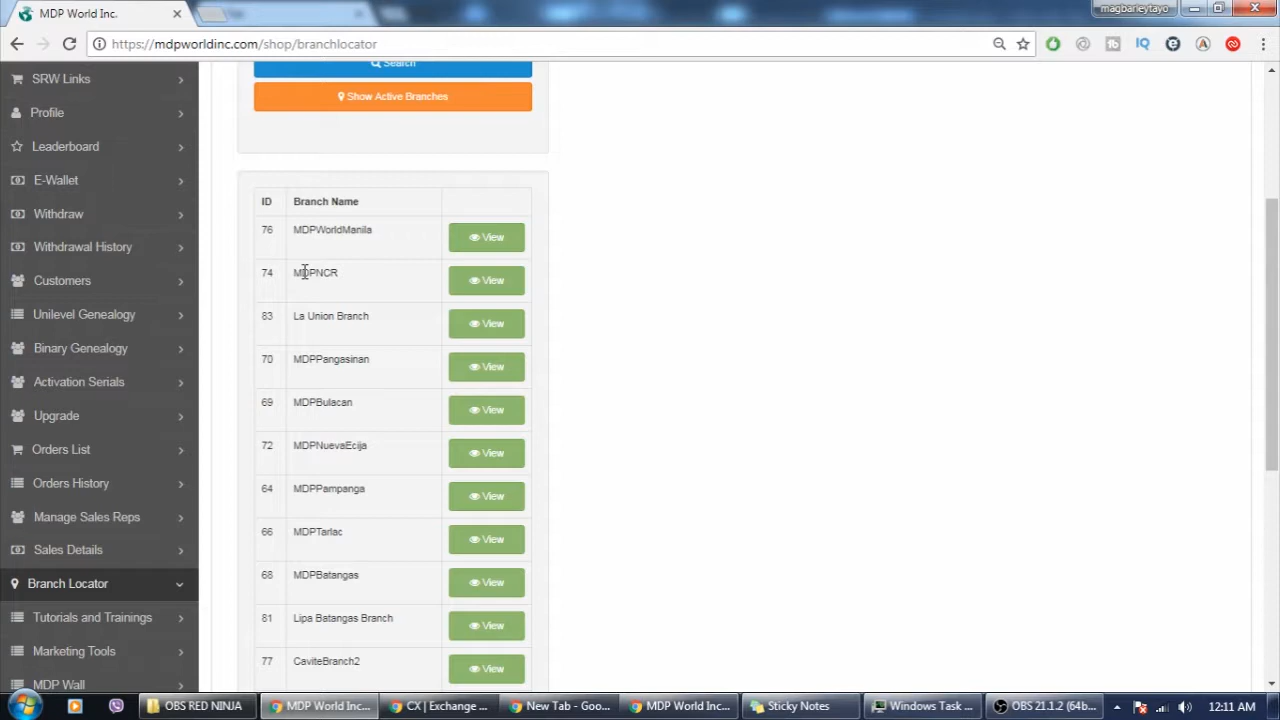 MDP World Inc.
magbarleytayo
https://mdpworldinc.com/shop/branchlocator
SRW Links
Profile
Leaderboard
E-Wallet
Withdraw
Withdrawal History
Customers
Unilevel Genealogy
Binary Genealogy
Activation Serials
Upgrade
Orders List
Orders History
Manage Sales Reps
Sales Details
Branch Locator
Tutorials and Trainings
Marketing Tools
MDP Wall
Search
Show Active Branches
ID Branch Name
76 MDPWorldManila View
74 MDPNCR View
83 La Union Branch View
70 MDPPangasinan View
69 MDPBulacan View
72 MDPNuevaEcija View
64 MDPPampanga View
66 MDPTarlac View
68 MDPBatangas View
81 Lipa Batangas Branch View
77 CaviteBranch2 View
OBS RED NINJA
MDP World Inc...
CX | Exchange ...
New Tab - Goo...
MDP World Inc...
Sticky Notes
Windows Task ...
OBS 21.1.2 (64b...
12:11 AM